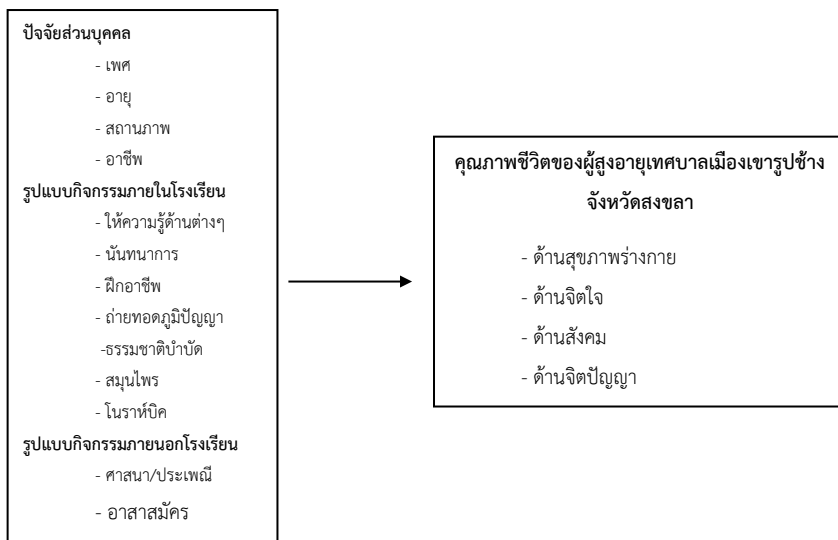 ปัจจัยส่วนบุคคล
- เพศ
- อายุ
- สถานภาพ
- อาชีพ
รูปแบบกิจกรรมภายในโรงเรียน
- ให้ความรู้ด้านต่างๆ
- นันทนาการ
- ฝึกอาชีพ
- ถ่ายทอดภูมิปัญญา
-ธรรมชาติบำบัด
- สมุนไพร
- โนราห์บิค
รูปแบบกิจกรรมภายนอกโรงเรียน
- ศาสนา/ประเพณี
- อาสาสมัคร
คุณภาพชีวิตของผู้สูงอายุเทศบาลเมืองเขารูปช้าง
จังหวัดสงขลา
- ด้านสุขภาพร่างกาย
- ด้านจิตใจ
- ด้านสังคม
- ด้านจิตปัญญา